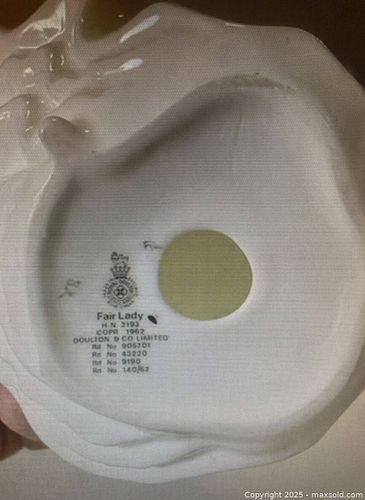 Fair Lady
H.N. 2193
COPR 1962
DOULTON & CO LIMITED
Rd No 905701
Rd No 43220
Rd No 9190
Rd No 140/62
Copyright © 2025 - maxsold.com